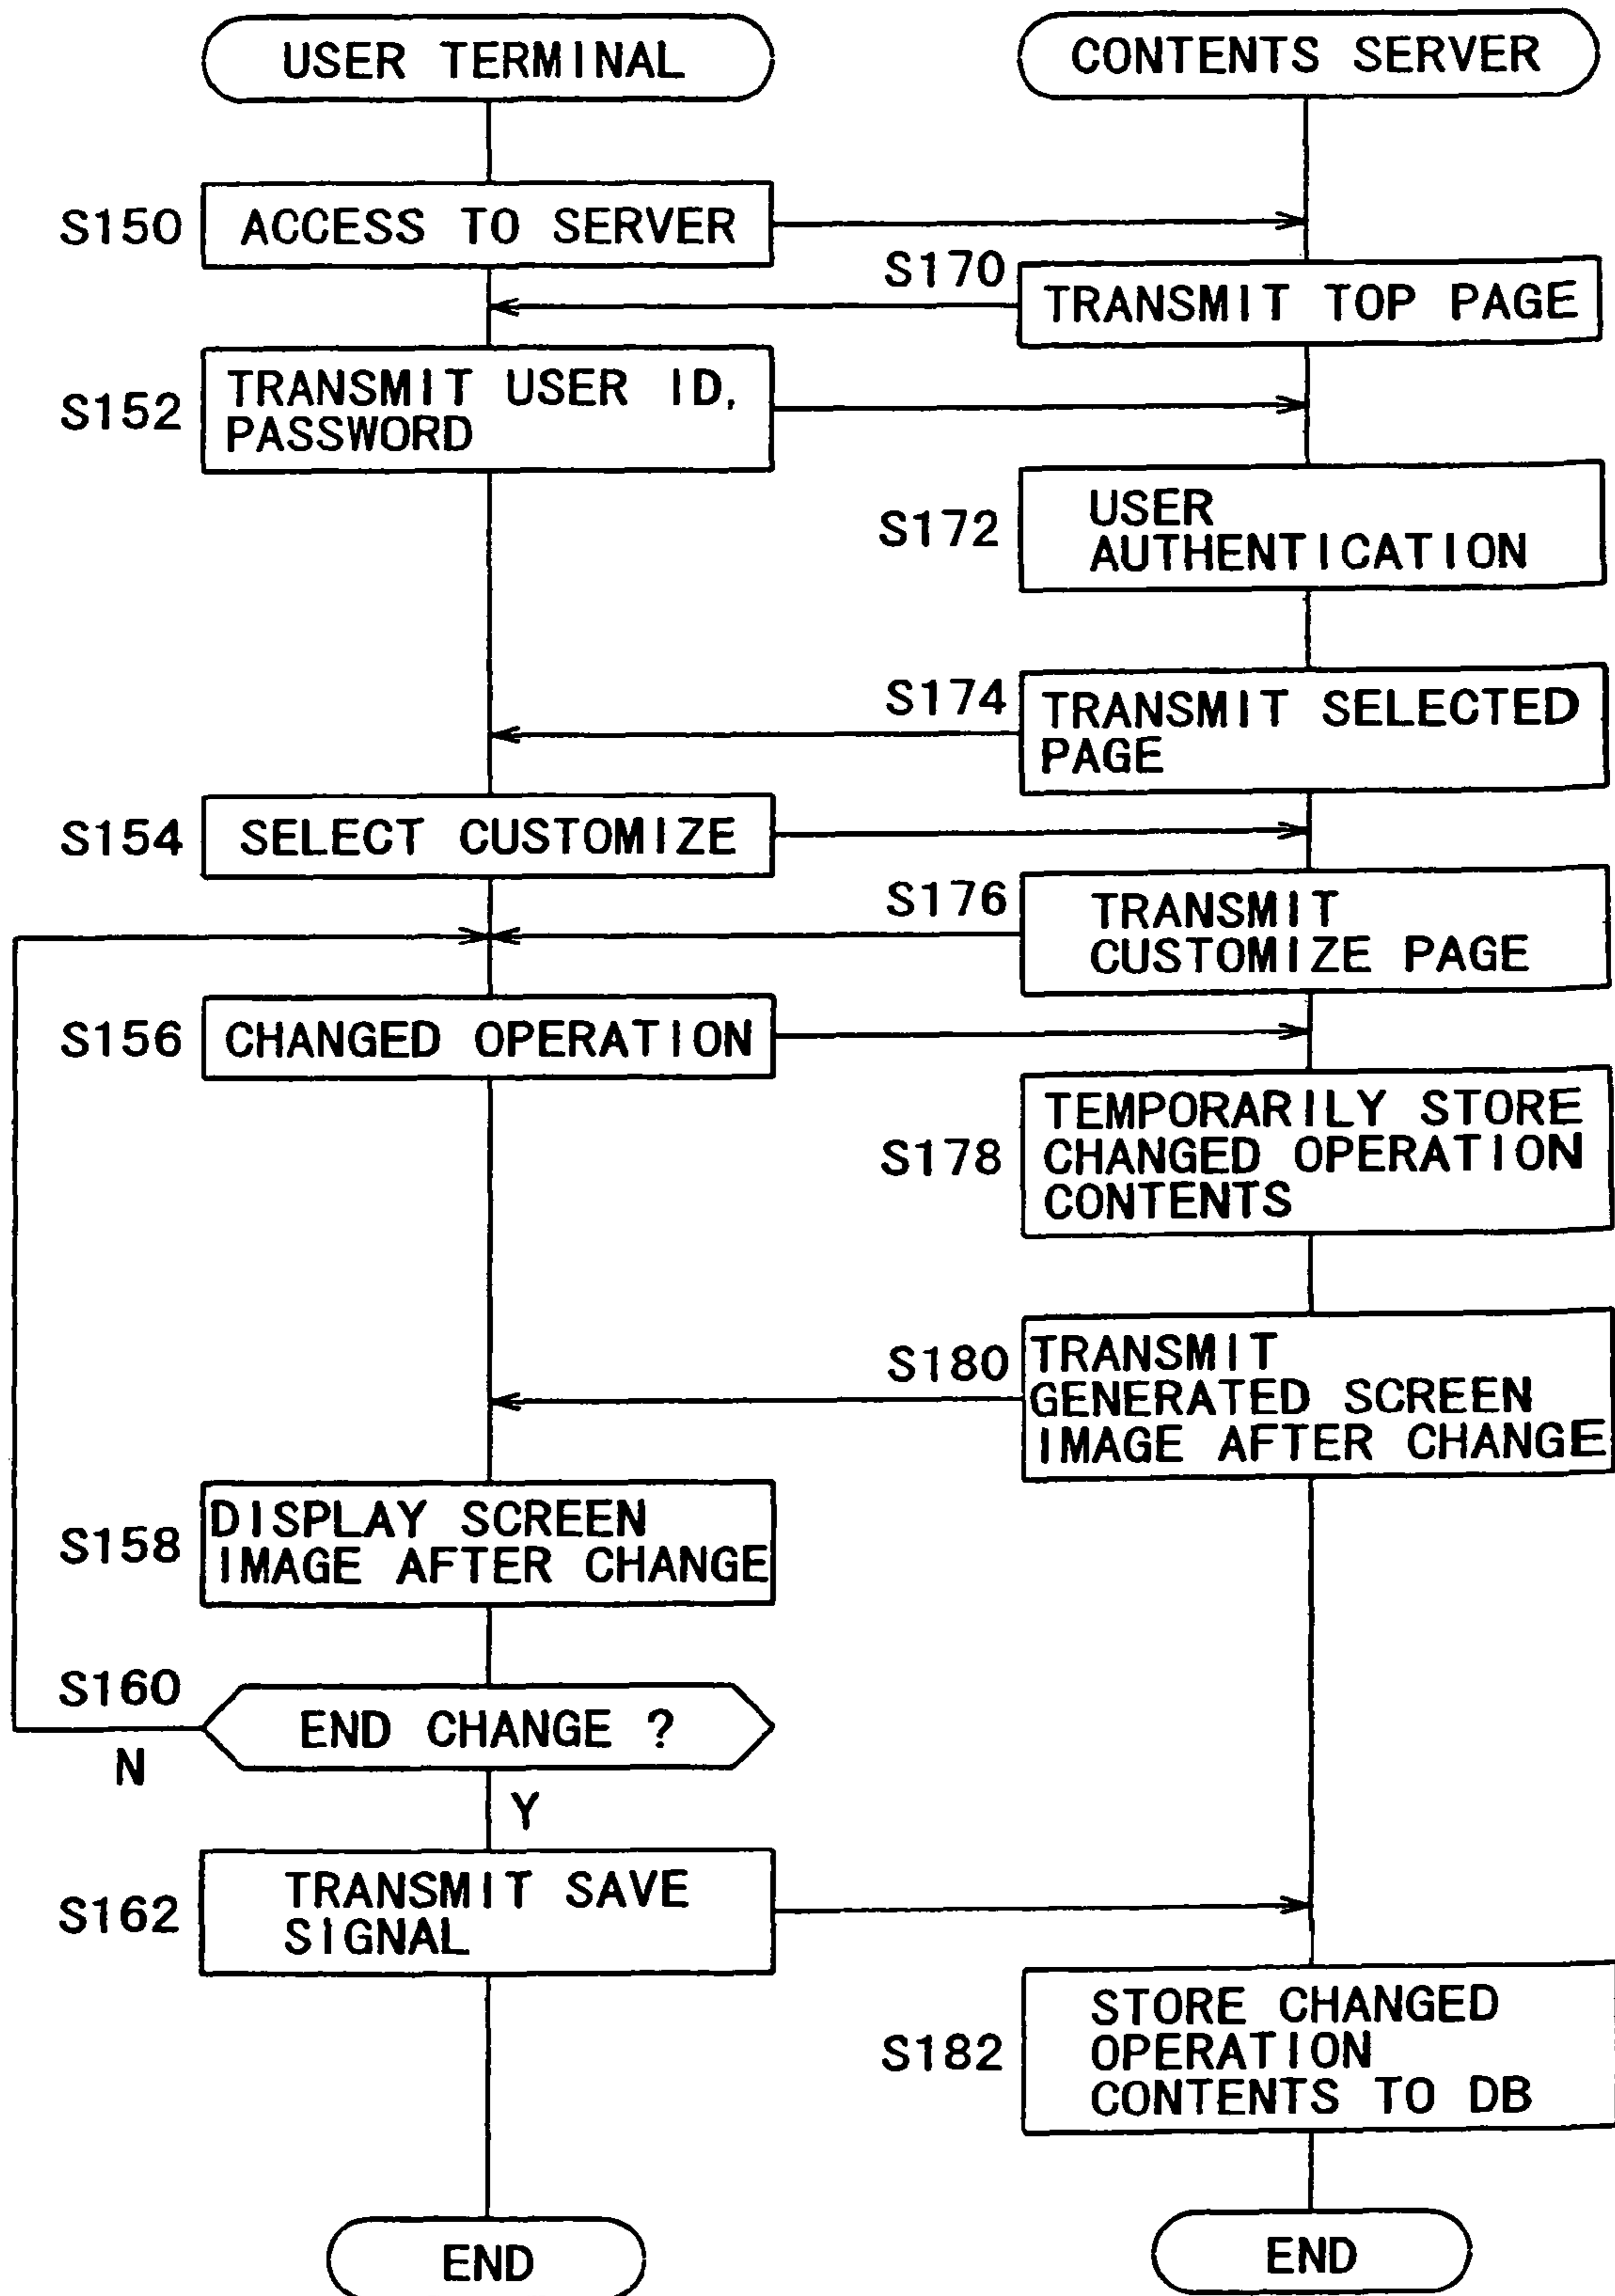 USER TERMINAL
CONTENTS SERVER
S150
ACCESS TO SERVER
S170
TRANSMIT TOP PAGE
S152
TRANSMIT USER ID,
PASSWORD
S172
USER
AUTHENTICATION
S174
TRANSMIT SELECTED
PAGE
S154
SELECT CUSTOMIZE
S176
TRANSMIT
CUSTOMIZE PAGE
S156
CHANGED OPERATION
S178
TEMPORARILY STORE
CHANGED OPERATION
CONTENTS
S180
TRANSMIT
GENERATED SCREEN
IMAGE AFTER CHANGE
S158
DISPLAY SCREEN
IMAGE AFTER CHANGE
S160
END CHANGE ?
N
Y
S162
TRANSMIT SAVE
SIGNAL
S182
STORE CHANGED
OPERATION
CONTENTS TO DB
END
END